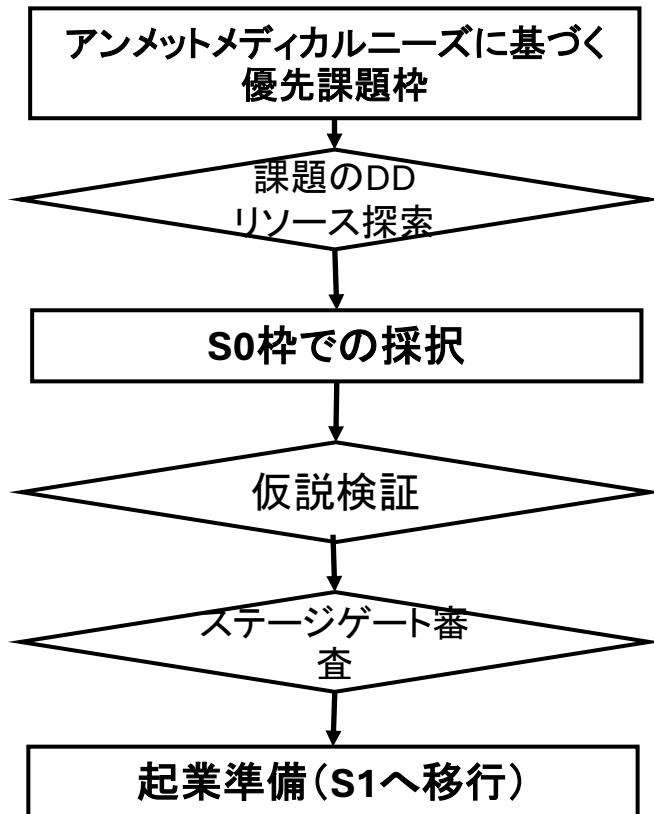 アンメットメディカルニーズに基づく
優先課題枠
課題のDD
リソース探索
S0枠での採択
仮説検証
ステージゲート審
査
起業準備（S1へ移行）